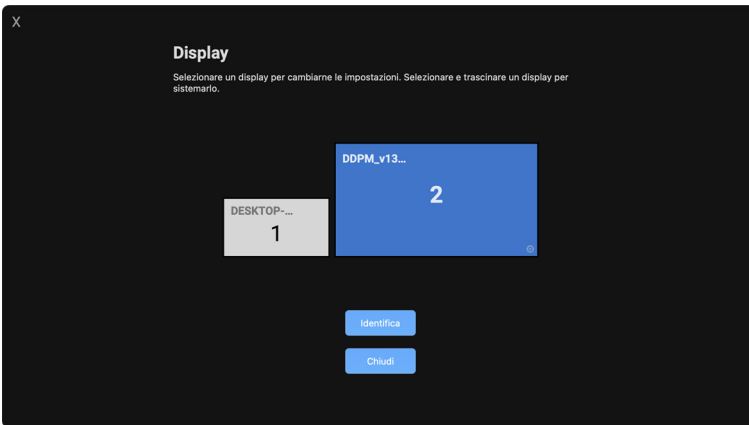 X
Display
Selezionare un display per cambiarne le impostazioni. Selezionare e trascinare un display per
sistemarlo.
DDPM_v13...
2
DESKTOP-...
1
Identifica
Chiudi